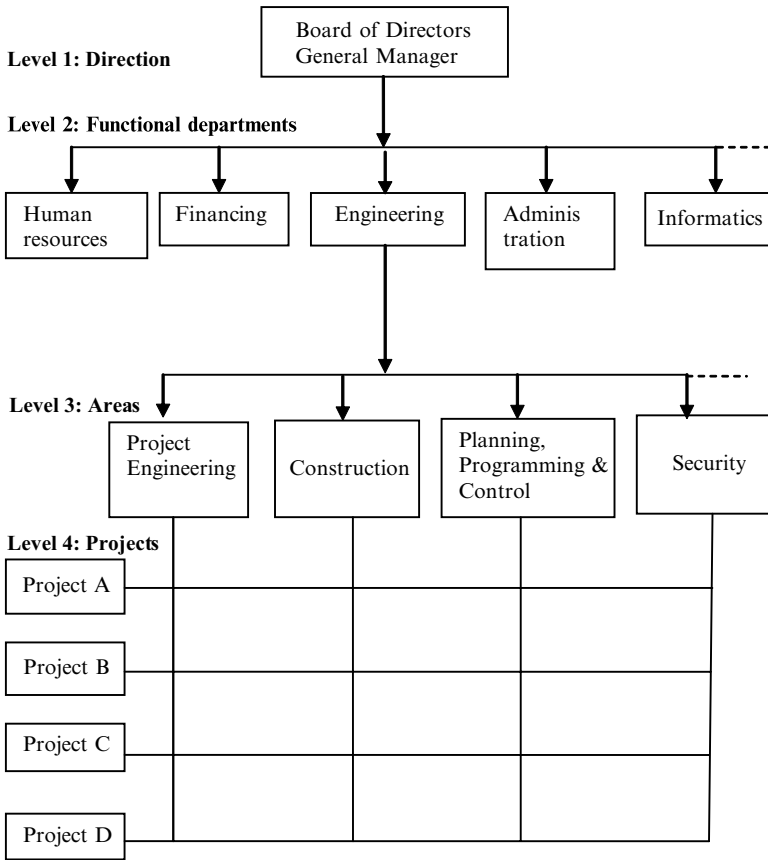 Board of Directors
General Manager
Level 1: Direction
Level 2: Functional departments
Human
resources
Financing
Engineering
Adminis
tration
Informatics
Level 3: Areas
Project
Engineering
Construction
Planning,
Programming &
Control
Security
Level 4: Projects
Project A
Project B
Project C
Project D